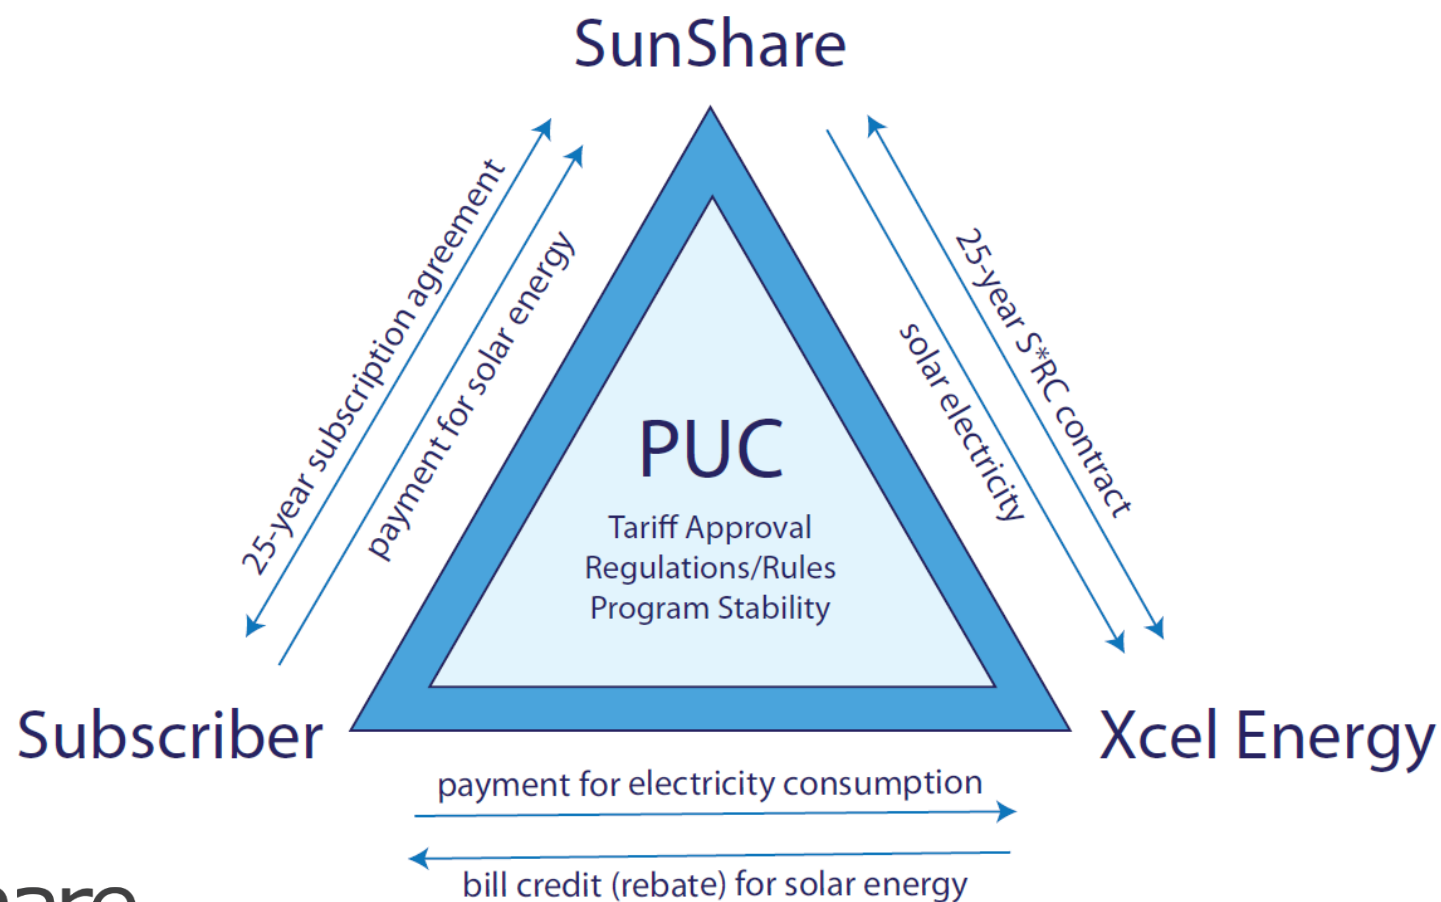 SunShare
25-year subscription agreement
payment for solar energy
25-year S*RC contract
solar electricity
PUC
Tariff Approval
Regulations/Rules
Program Stability
Subscriber
Xcel Energy
payment for electricity consumption
bill credit (rebate) for solar energy